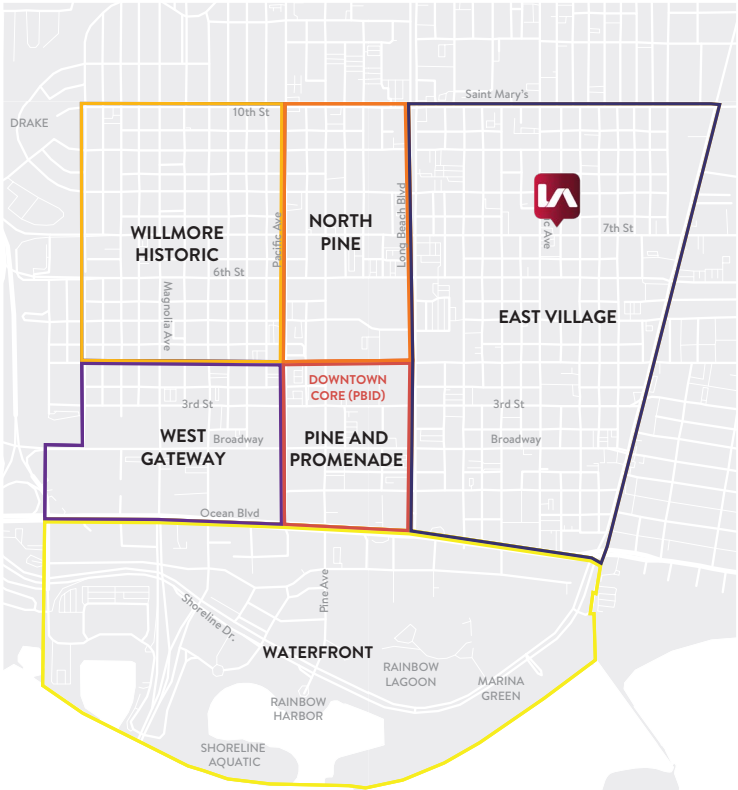 Saint Mary's
10th St
DRAKE
WILLMORE
HISTORIC
Pacific Ave
NORTH
PINE
Long Beach Blvd
c Ave
7th St
6th St
Magnolia Ave
EAST VILLAGE
DOWNTOWN
CORE (PBID)
3rd St
WEST
GATEWAY
Broadway
PINE AND
PROMENADE
3rd St
Broadway
Ocean Blvd
Pine Ave
Shoreline Dr.
WATERFRONT
RAINBOW
LAGOON
MARINA
GREEN
RAINBOW
HARBOR
SHORELINE
AQUATIC